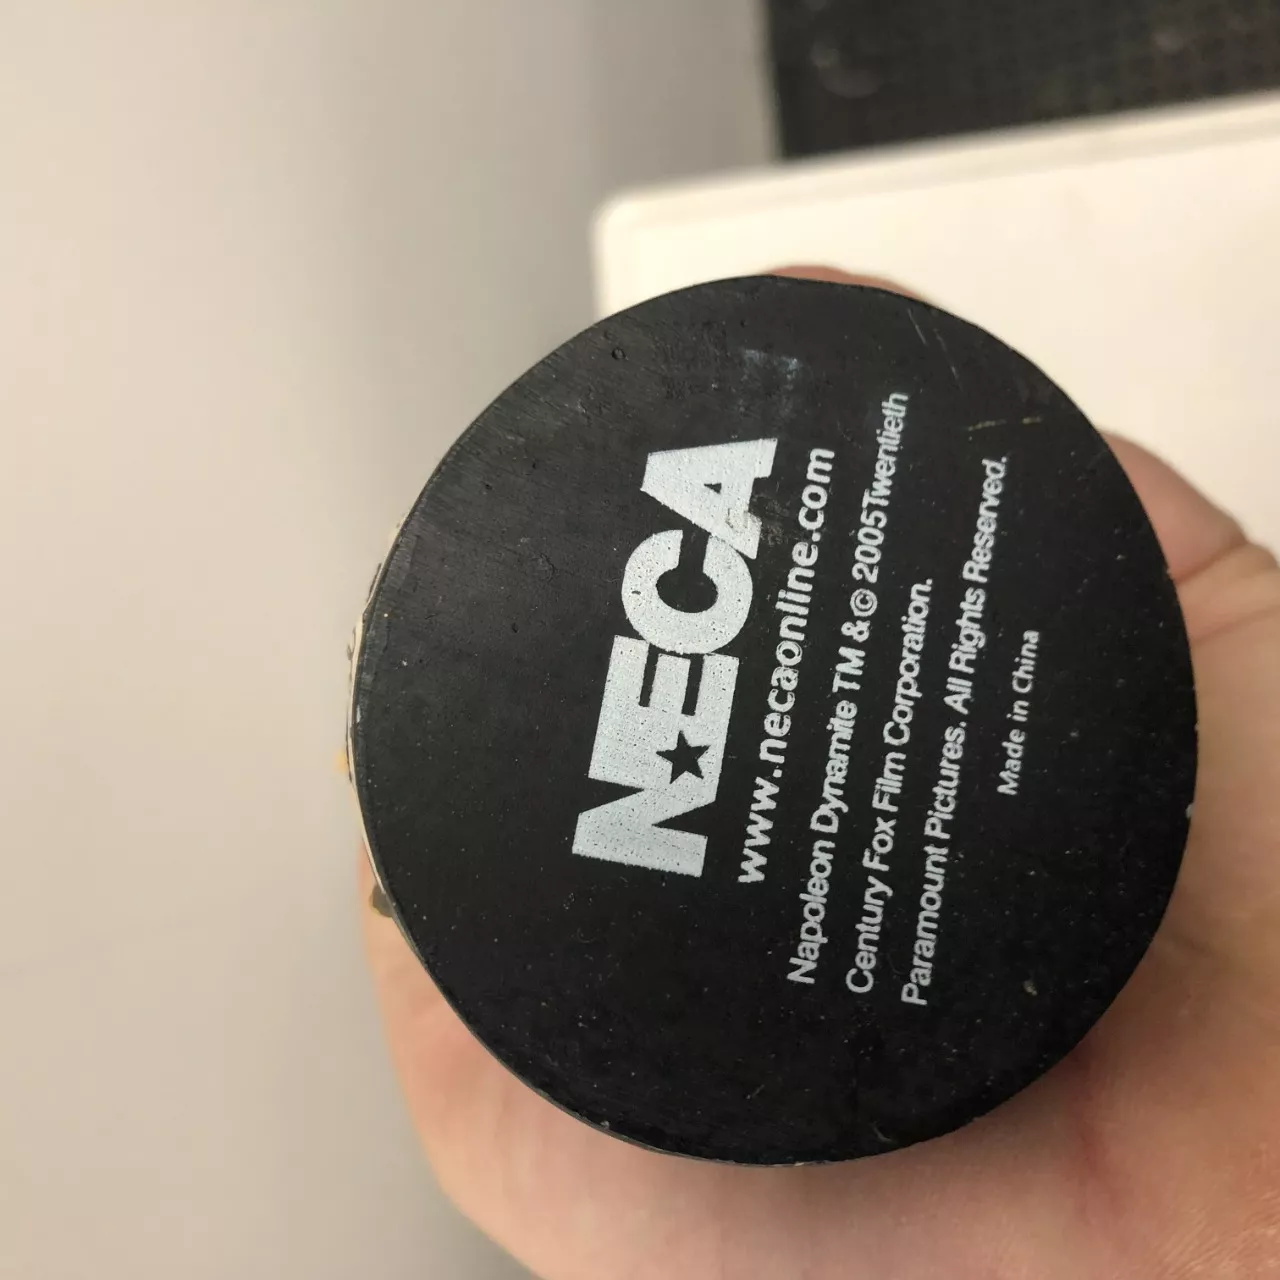 NECA
www.necaonline.com
Napoleon Dynamite TM & © 2005Twentieth
Century Fox Film Corporation.
Paramount Pictures. All Rights Reserved.
Made in China